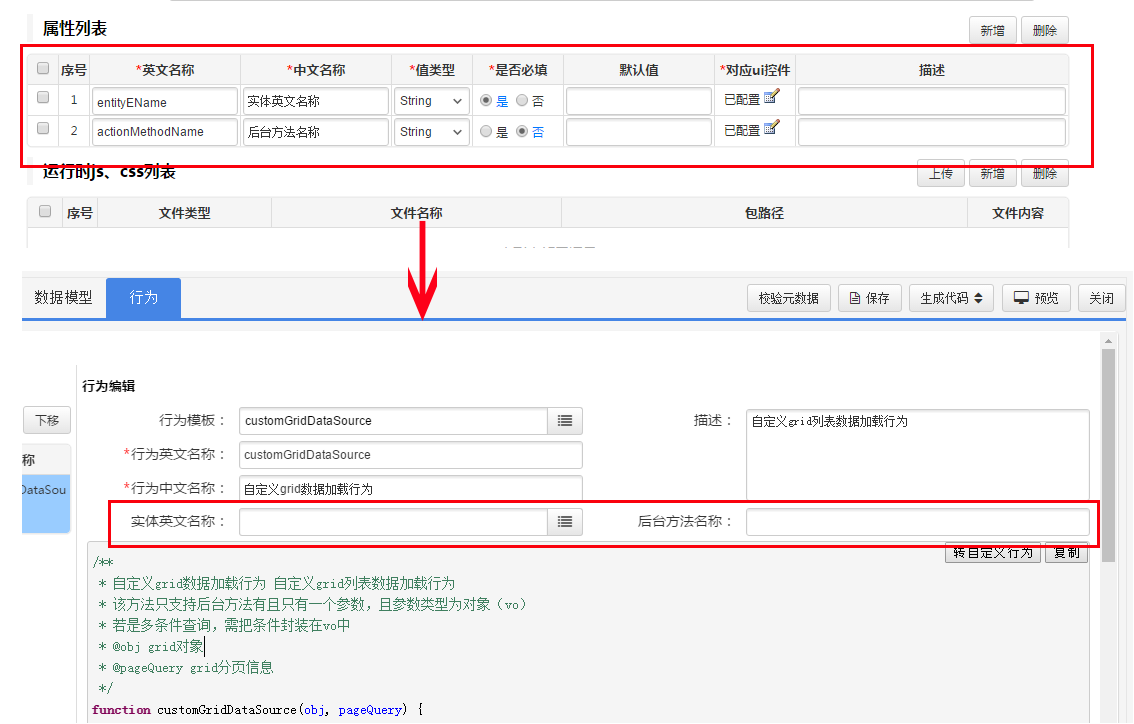 属性列表 新增 删除
序号 *英文名称 *中文名称 *值类型 *是否必填 默认值 *对应ui控件 描述
1 entityEName 实体英文名称 String 是 否 已配置
2 actionMethodName 后台方法名称 String 是 否 已配置
运行时js、css列表 上传 新增 删除
序号 文件类型 文件名称 包路径 文件内容
数据模型 行为 校验元数据 保存 生成代码 预览 关闭
行为编辑
下移 行为模板： customGridDataSource 描述： 自定义grid列表数据加载行为
*行为英文名称： customGridDataSource
称
DataSou *行为中文名称： 自定义grid数据加载行为
实体英文名称： 后台方法名称：
转自定义行为 复制
/**
* 自定义grid数据加载行为 自定义grid列表数据加载行为
* 该方法只支持后台方法有且只有一个参数，且参数类型为对象（vo）
* 若是多条件查询，需把条件封装在vo中
* @obj grid对象
* @pageQuery grid分页信息
*/
function customGridDataSource(obj, pageQuery) {